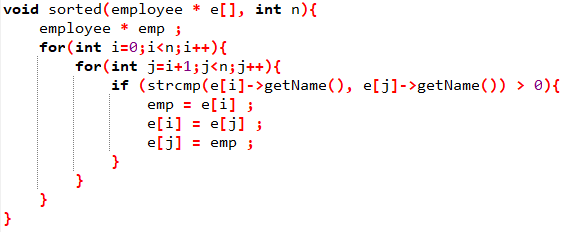 void sorted(employee * e[], int n){
employee * emp ;
for(int i=0;i<n;i++){
for(int j=i+1;j<n;j++){
if (strcmp(e[i]->getName(), e[j]->getName()) > 0){
emp = e[i] ;
e[i] = e[j] ;
e[j] = emp ;
}
}
}
}